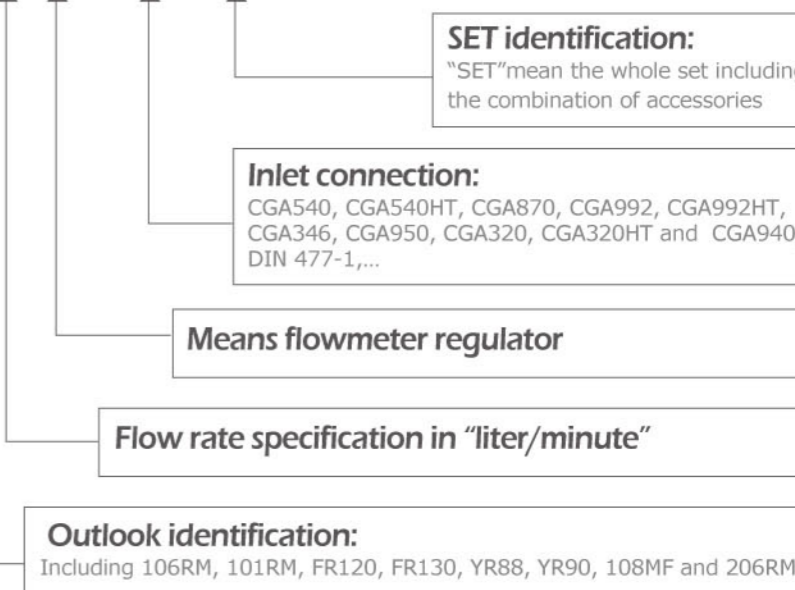 SET identification:
“SET”mean the whole set including
the combination of accessories
Inlet connection:
CGA540, CGA540HT, CGA870, CGA992, CGA992HT,
CGA346, CGA950, CGA320, CGA320HT and CGA940
DIN 477-1,...
Means flowmeter regulator
Flow rate specification in “liter/minute”
Outlook identification:
Including 106RM, 101RM, FR120, FR130, YR88, YR90, 108MF and 206RM